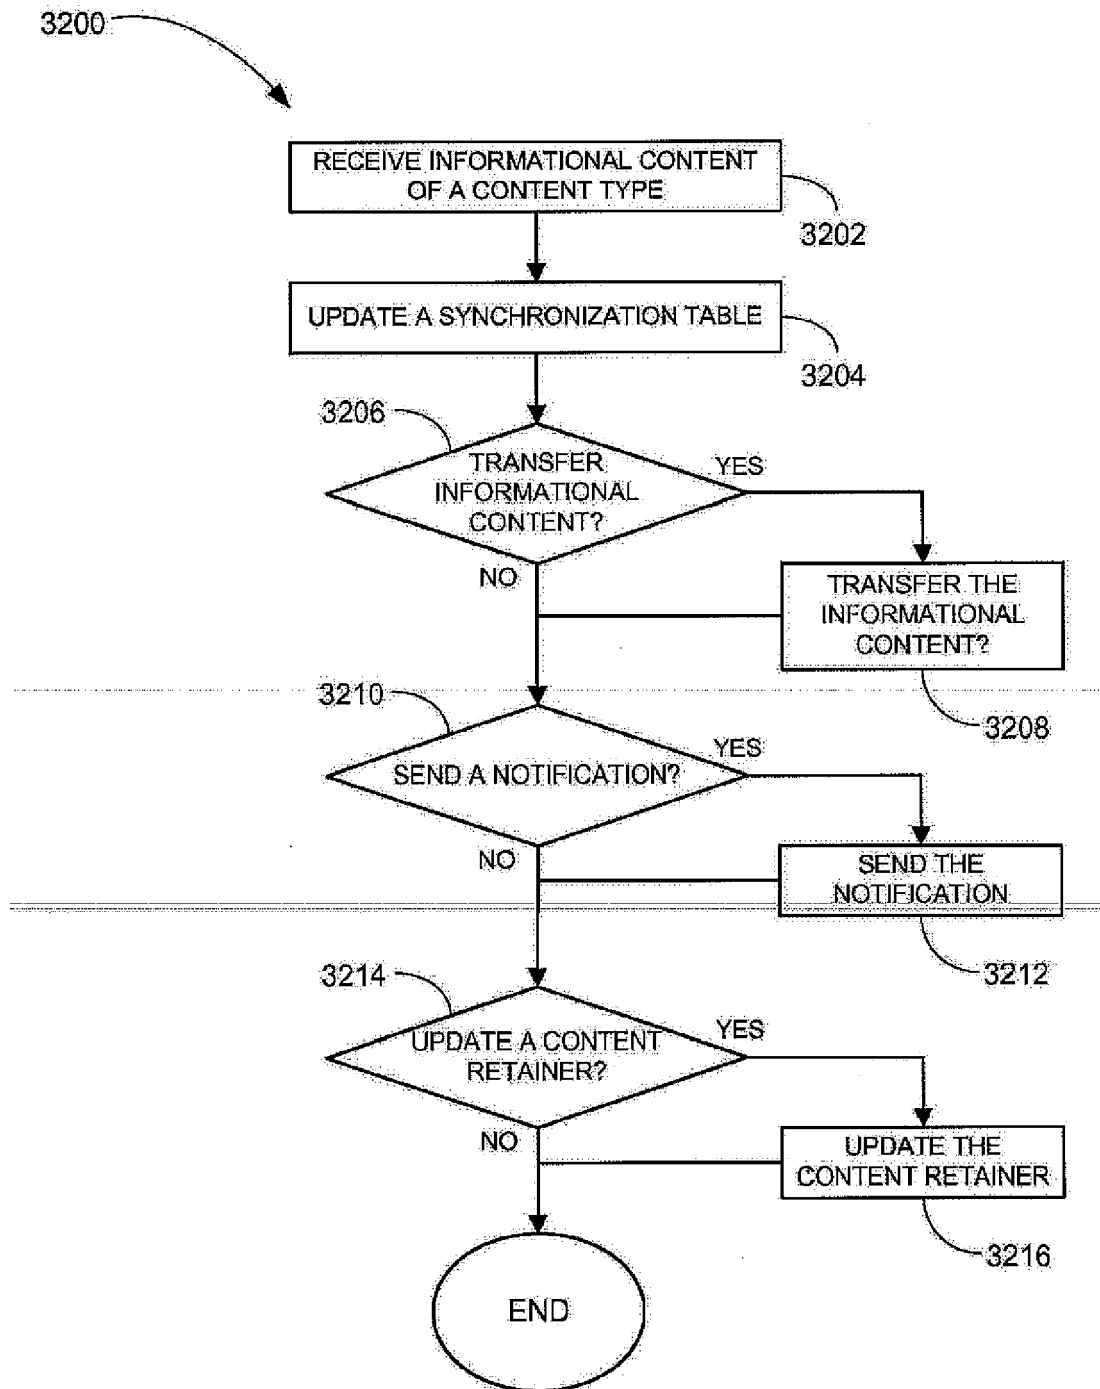 3200
RECEIVE INFORMATIONAL CONTENT
OF A CONTENT TYPE
3202
UPDATE A SYNCHRONIZATION TABLE
3204
3206
TRANSFER
INFORMATIONAL
CONTENT?
YES
NO
TRANSFER THE
INFORMATIONAL
CONTENT?
3208
3210
SEND A NOTIFICATION?
YES
NO
SEND THE
NOTIFICATION
3212
3214
UPDATE A CONTENT
RETAINER?
YES
NO
UPDATE THE
CONTENT RETAINER
3216
END